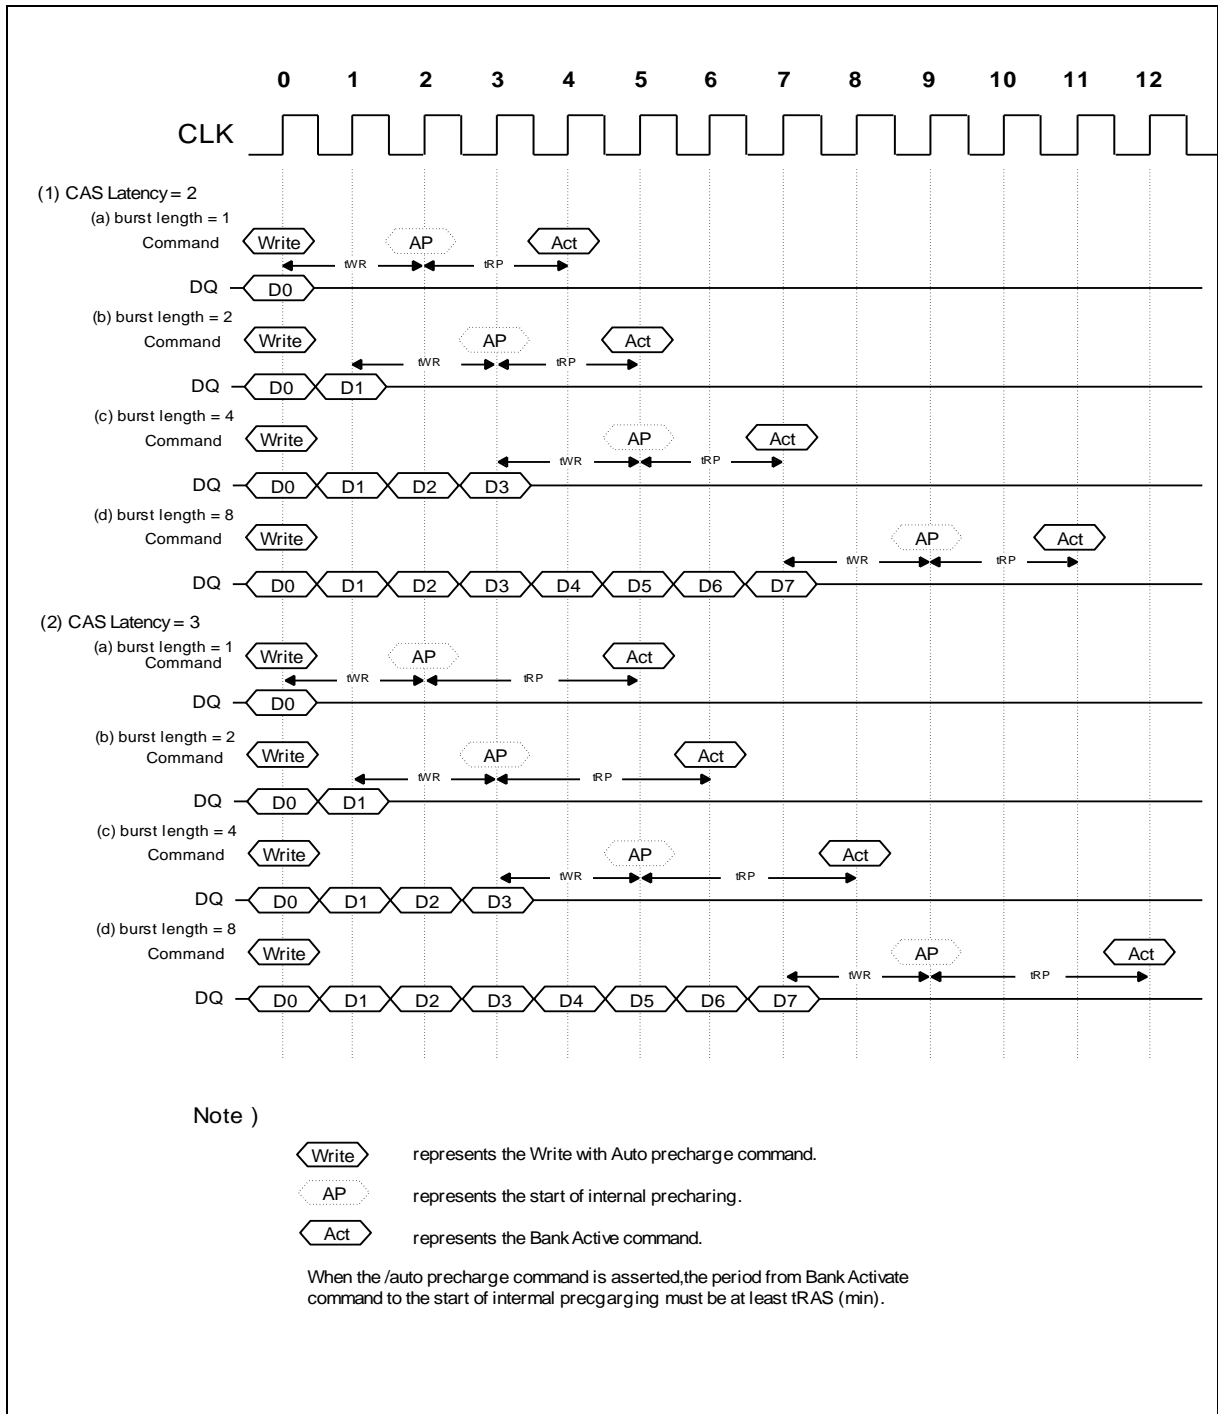 0 1 2 3 4 5 6 7 8 9 10 11 12
CLK
(1) CAS Latency = 2
(a) burst length = 1
Command Write AP Act
tWR tRP
DQ D0
(b) burst length = 2
Command Write AP Act
tWR tRP
DQ D0 D1
(c) burst length = 4
Command Write AP Act
tWR tRP
DQ D0 D1 D2 D3
(d) burst length = 8
Command Write AP Act
tWR tRP
DQ D0 D1 D2 D3 D4 D5 D6 D7
(2) CAS Latency = 3
(a) burst length = 1
Command Write AP Act
tWR tRP
DQ D0
(b) burst length = 2
Command Write AP Act
tWR tRP
DQ D0 D1
(c) burst length = 4
Command Write AP Act
tWR tRP
DQ D0 D1 D2 D3
(d) burst length = 8
Command Write AP Act
tWR tRP
DQ D0 D1 D2 D3 D4 D5 D6 D7
Note )
Write represents the Write with Auto precharge command.
AP represents the start of internal precharing.
Act represents the Bank Active command.
When the /auto precharge command is asserted,the period from Bank Activate
command to the start of intermal precgarging must be at least tRAS (min).